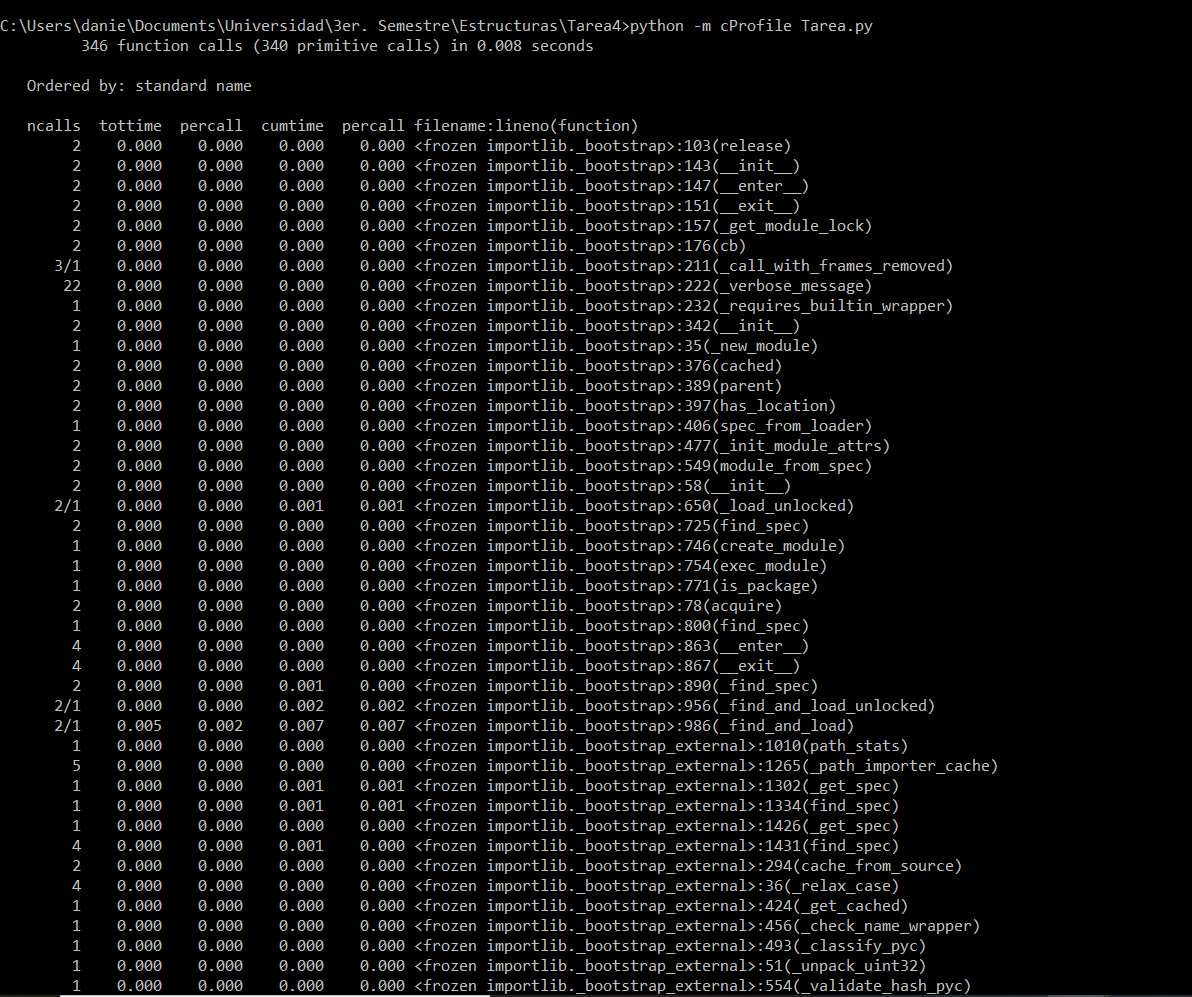 C:\Users\danie\Documents\Universidad\3er. Semestre\Estructuras\Tarea4>python -m cProfile Tarea.py
         346 function calls (340 primitive calls) in 0.008 seconds
   Ordered by: standard name
   ncalls  tottime  percall  cumtime  percall filename:lineno(function)
        2    0.000    0.000    0.000    0.000 <frozen importlib._bootstrap>:103(release)
        2    0.000    0.000    0.000    0.000 <frozen importlib._bootstrap>:143(__init__)
        2    0.000    0.000    0.000    0.000 <frozen importlib._bootstrap>:147(__enter__)
        2    0.000    0.000    0.000    0.000 <frozen importlib._bootstrap>:151(__exit__)
        2    0.000    0.000    0.000    0.000 <frozen importlib._bootstrap>:157(_get_module_lock)
        2    0.000    0.000    0.000    0.000 <frozen importlib._bootstrap>:176(cb)
      3/1    0.000    0.000    0.000    0.000 <frozen importlib._bootstrap>:211(_call_with_frames_removed)
       22    0.000    0.000    0.000    0.000 <frozen importlib._bootstrap>:222(_verbose_message)
        1    0.000    0.000    0.000    0.000 <frozen importlib._bootstrap>:232(_requires_builtin_wrapper)
        2    0.000    0.000    0.000    0.000 <frozen importlib._bootstrap>:342(__init__)
        1    0.000    0.000    0.000    0.000 <frozen importlib._bootstrap>:35(_new_module)
        2    0.000    0.000    0.000    0.000 <frozen importlib._bootstrap>:376(cached)
        2    0.000    0.000    0.000    0.000 <frozen importlib._bootstrap>:389(parent)
        2    0.000    0.000    0.000    0.000 <frozen importlib._bootstrap>:397(has_location)
        1    0.000    0.000    0.000    0.000 <frozen importlib._bootstrap>:406(spec_from_loader)
        2    0.000    0.000    0.000    0.000 <frozen importlib._bootstrap>:477(_init_module_attrs)
        2    0.000    0.000    0.000    0.000 <frozen importlib._bootstrap>:549(module_from_spec)
        2    0.000    0.000    0.000    0.000 <frozen importlib._bootstrap>:58(__init__)
      2/1    0.000    0.000    0.001    0.001 <frozen importlib._bootstrap>:650(_load_unlocked)
        2    0.000    0.000    0.000    0.000 <frozen importlib._bootstrap>:725(find_spec)
        1    0.000    0.000    0.000    0.000 <frozen importlib._bootstrap>:746(create_module)
        1    0.000    0.000    0.000    0.000 <frozen importlib._bootstrap>:754(exec_module)
        1    0.000    0.000    0.000    0.000 <frozen importlib._bootstrap>:771(is_package)
        2    0.000    0.000    0.000    0.000 <frozen importlib._bootstrap>:78(acquire)
        1    0.000    0.000    0.000    0.000 <frozen importlib._bootstrap>:800(find_spec)
        4    0.000    0.000    0.000    0.000 <frozen importlib._bootstrap>:863(__enter__)
        4    0.000    0.000    0.000    0.000 <frozen importlib._bootstrap>:867(__exit__)
        2    0.000    0.000    0.001    0.000 <frozen importlib._bootstrap>:890(_find_spec)
      2/1    0.000    0.000    0.002    0.002 <frozen importlib._bootstrap>:956(_find_and_load_unlocked)
      2/1    0.005    0.002    0.007    0.007 <frozen importlib._bootstrap>:986(_find_and_load)
        1    0.000    0.000    0.000    0.000 <frozen importlib._bootstrap_external>:1010(path_stats)
        5    0.000    0.000    0.000    0.000 <frozen importlib._bootstrap_external>:1265(_path_importer_cache)
        1    0.000    0.000    0.001    0.001 <frozen importlib._bootstrap_external>:1302(_get_spec)
        1    0.000    0.000    0.001    0.001 <frozen importlib._bootstrap_external>:1334(find_spec)
        1    0.000    0.000    0.000    0.000 <frozen importlib._bootstrap_external>:1426(_get_spec)
        4    0.000    0.000    0.001    0.000 <frozen importlib._bootstrap_external>:1431(find_spec)
        2    0.000    0.000    0.000    0.000 <frozen importlib._bootstrap_external>:294(cache_from_source)
        4    0.000    0.000    0.000    0.000 <frozen importlib._bootstrap_external>:36(_relax_case)
        1    0.000    0.000    0.000    0.000 <frozen importlib._bootstrap_external>:424(_get_cached)
        1    0.000    0.000    0.000    0.000 <frozen importlib._bootstrap_external>:456(_check_name_wrapper)
        1    0.000    0.000    0.000    0.000 <frozen importlib._bootstrap_external>:493(_classify_pyc)
        1    0.000    0.000    0.000    0.000 <frozen importlib._bootstrap_external>:51(_unpack_uint32)
        1    0.000    0.000    0.000    0.000 <frozen importlib._bootstrap_external>:554(_validate_hash_pyc)